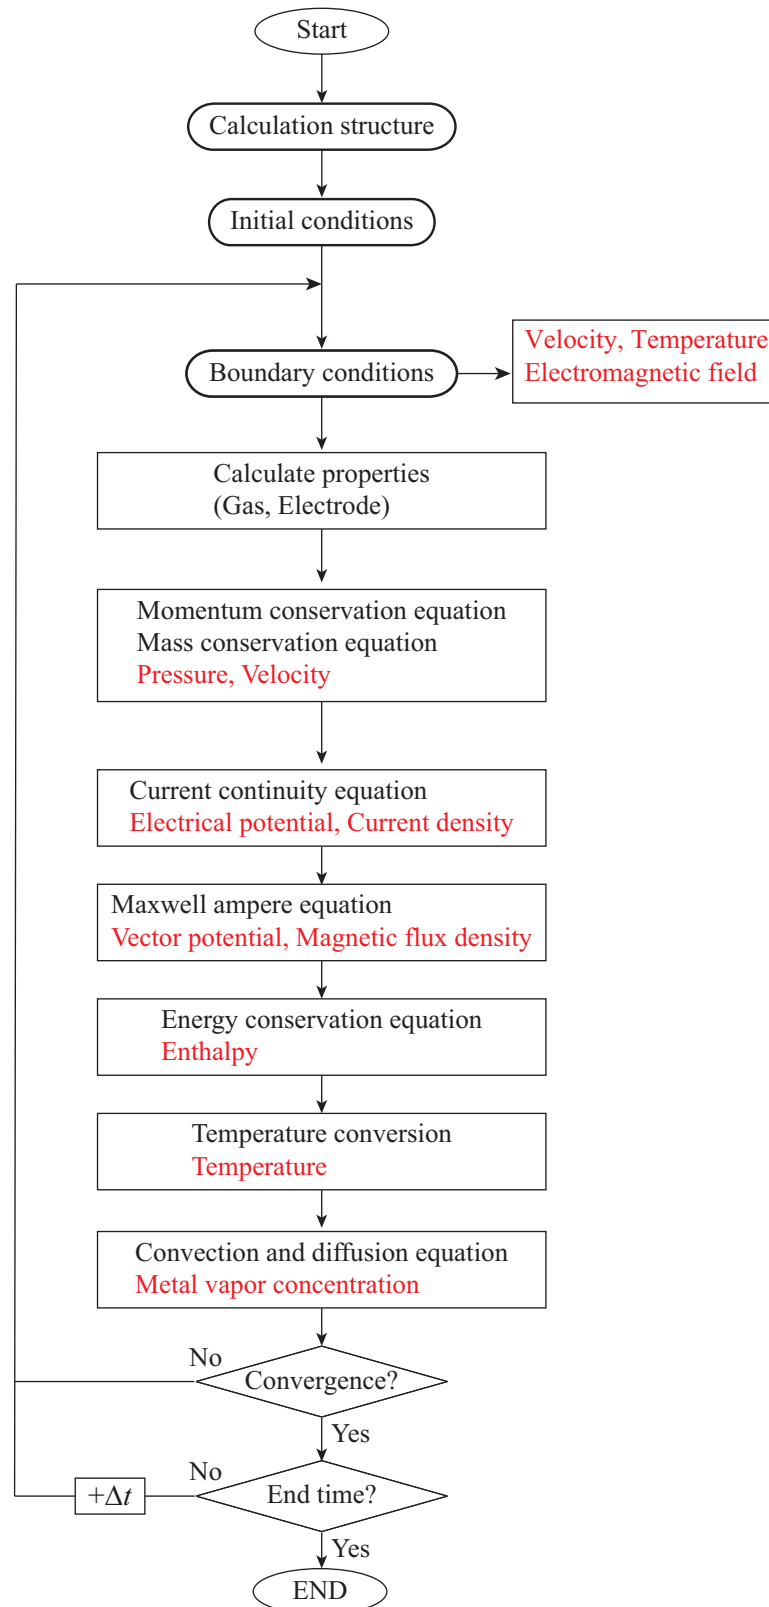 Start
Calculation structure
Initial conditions
Boundary conditions
Velocity, Temperature
Electromagnetic field
Calculate properties
(Gas, Electrode)
Momentum conservation equation
Mass conservation equation
Pressure, Velocity
Current continuity equation
Electrical potential, Current density
Maxwell ampere equation
Vector potential, Magnetic flux density
Energy conservation equation
Enthalpy
Temperature conversion
Temperature
Convection and diffusion equation
Metal vapor concentration
No
Convergence?
Yes
No
+Δt
End time?
Yes
END